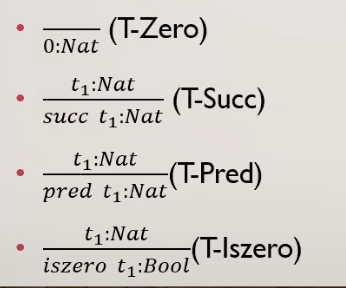 • ─── 0:Nat (T-Zero)
• t₁:Nat
succ t₁:Nat (T-Succ)
• t₁:Nat
pred t₁:Nat (T-Pred)
• t₁:Nat
iszero t₁:Bool (T-Iszero)